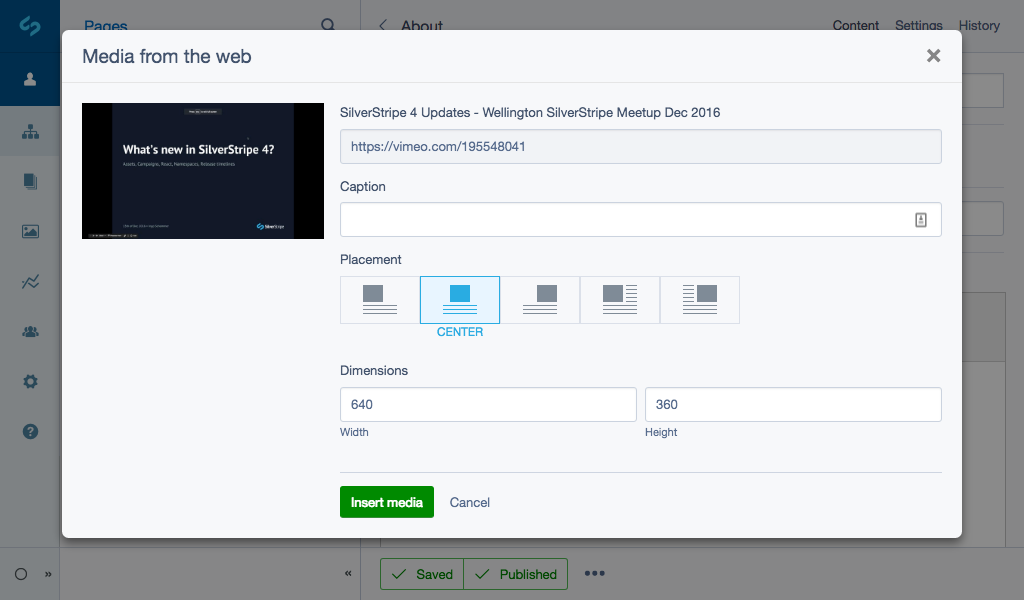 Pages
About
Content Settings History
Media from the web
What's new in SilverStripe 4?
Assets, Campaigns, React, Namespaces, Release timelines
SilverStripe
SilverStripe 4 Updates - Wellington SilverStripe Meetup Dec 2016
https://vimeo.com/195548041
Caption
Placement
CENTER
Dimensions
640 360
Width Height
Insert media Cancel
Saved Published